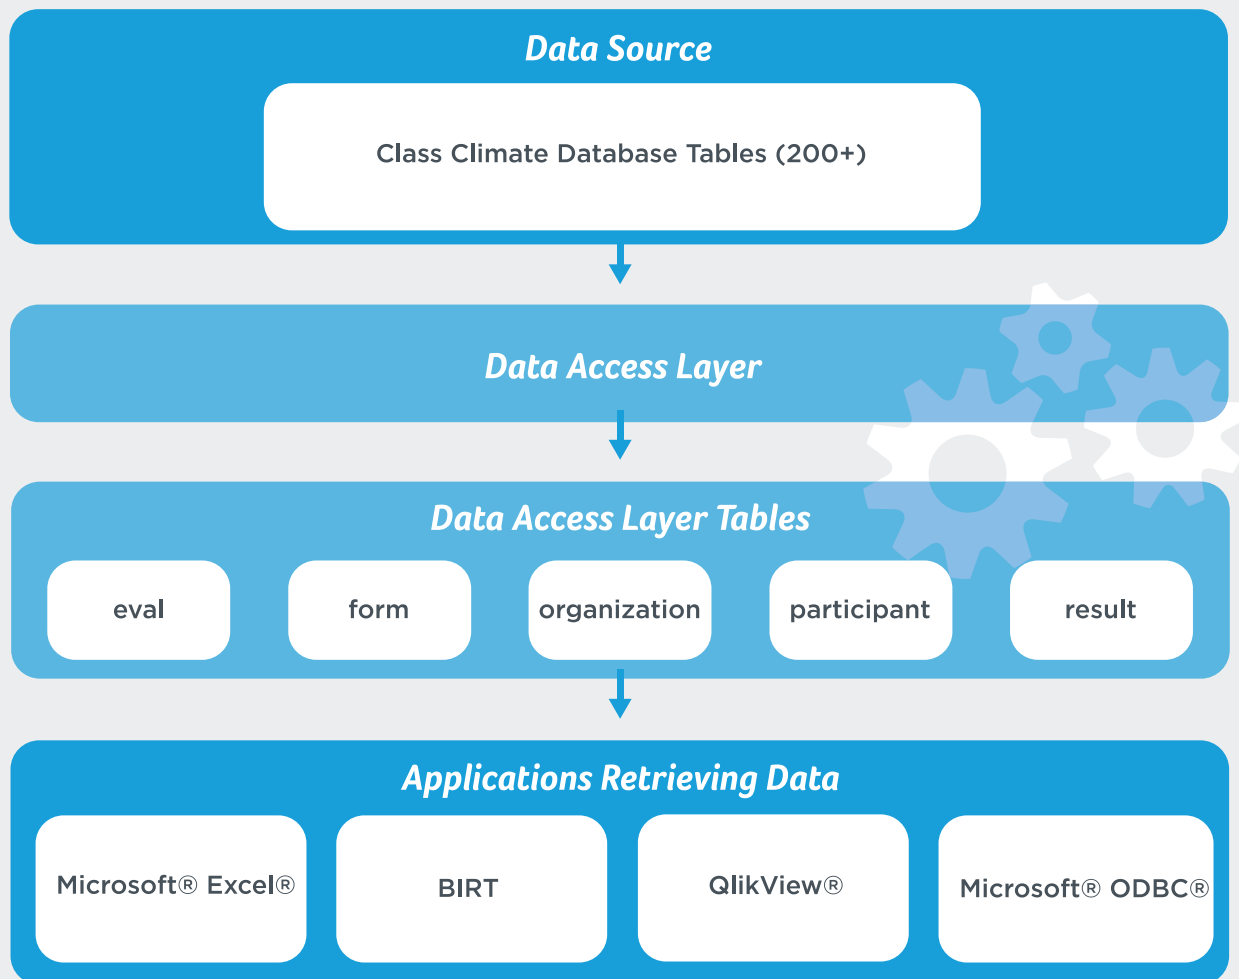 Data Source
Class Climate Database Tables (200+)
Data Access Layer
Data Access Layer Tables
eval
form
organization
participant
result
Applications Retrieving Data
Microsoft® Excel®
BIRT
QlikView®
Microsoft® ODBC®